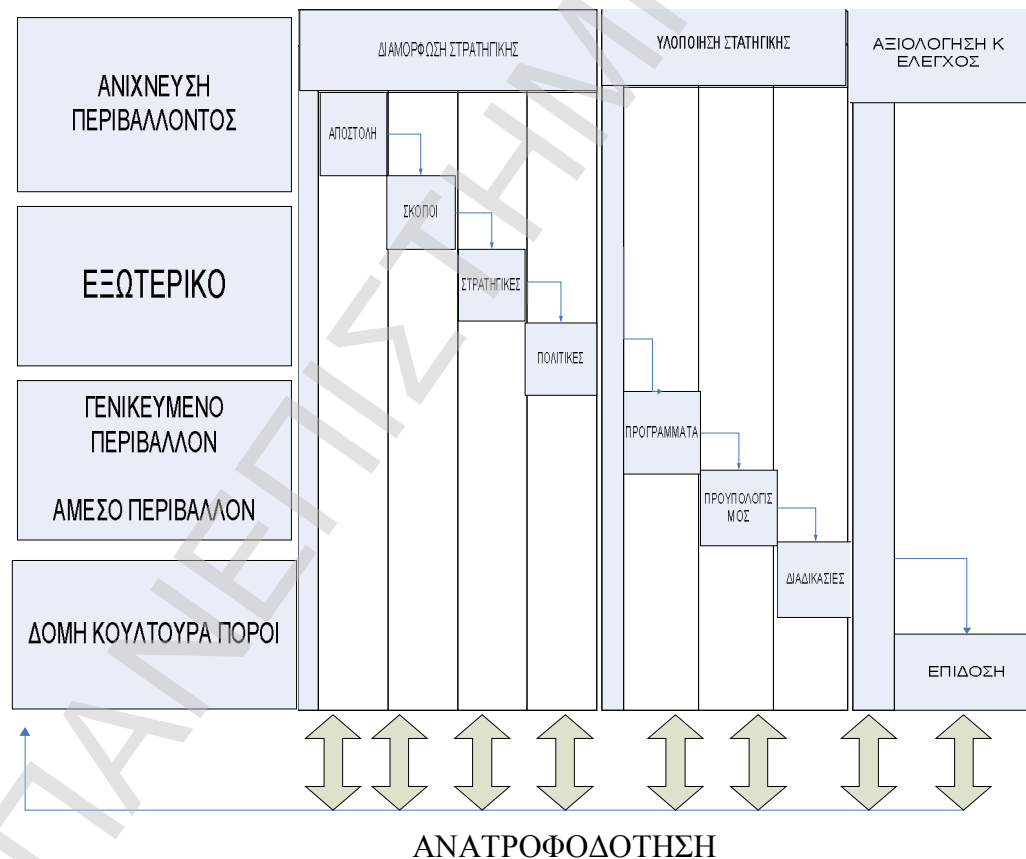 ΑΝΙΧΝΕΥΣΗ
ΠΕΡΙΒΑΛΛΟΝΤΟΣ
ΕΞΩΤΕΡΙΚΟ
ΓΕΝΙΚΕΥΜΕΝΟ
ΠΕΡΙΒΑΛΛΟΝ
ΑΜΕΣΟ ΠΕΡΙΒΑΛΛΟΝ
ΔΟΜΗ ΚΟΥΛΤΟΥΡΑ ΠΟΡΟΙ
ΔΙΑΜΟΡΦΩΣΗ ΣΤΡΑΤΗΓΙΚΗΣ
ΑΠΟΣΤΟΛΗ
ΣΚΟΠΟΙ
ΣΤΡΑΤΗΓΙΚΕΣ
ΠΟΛΙΤΙΚΕΣ
ΥΛΟΠΟΙΗΣΗ ΣΤΑΤΗΓΙΚΗΣ
ΠΡΟΓΡΑΜΜΑΤΑ
ΠΡΟΥΠΟΛΟΓΙΣ
ΜΟΣ
ΔΙΑΔΙΚΑΣΙΕΣ
ΑΞΙΟΛΟΓΗΣΗ Κ
ΕΛΕΓΧΟΣ
ΕΠΙΔΟΣΗ
ΑΝΑΤΡΟΦΟΔΟΤΗΣΗ
ΠΑΝΕΠΙΣΤΗΜΙ